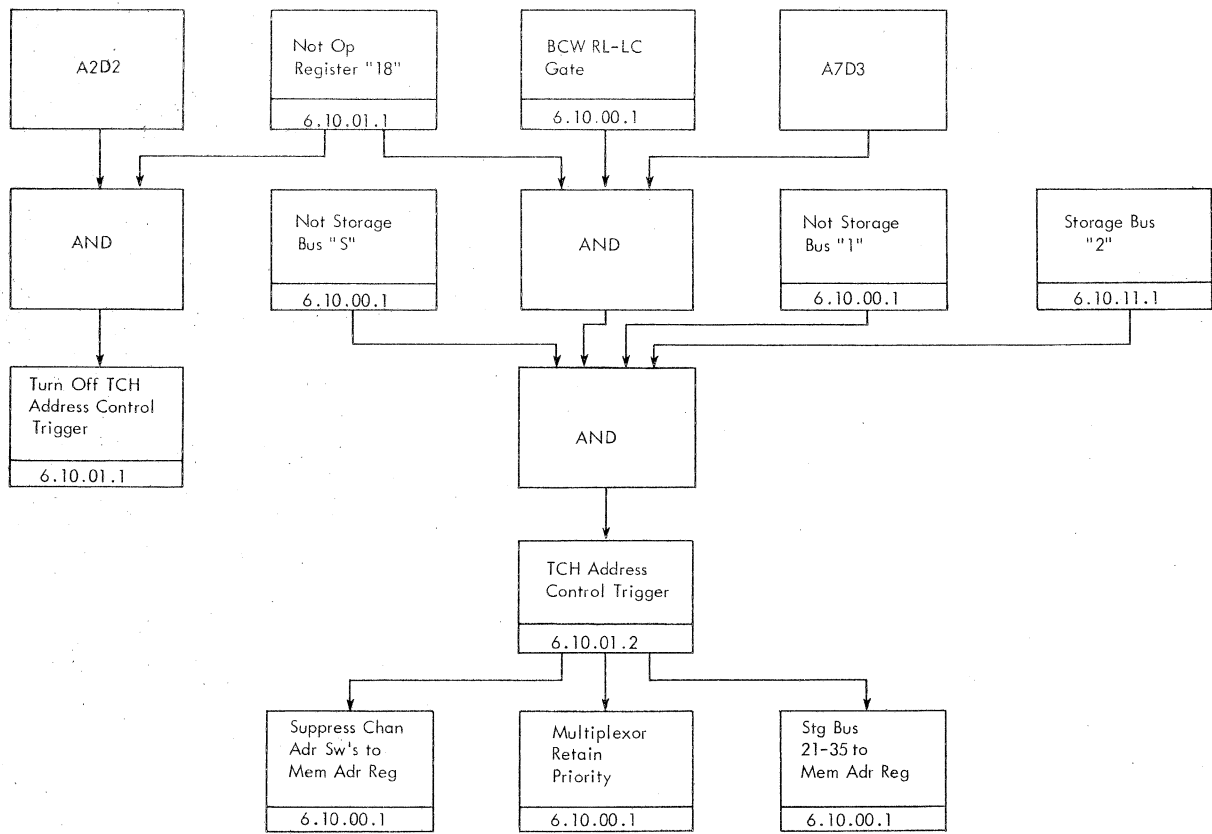 A2D2
Not Op
Register "18"
6.10.01.1
BCW RL-LC
Gate
6.10.00.1
A7D3
AND
Not Storage
Bus "S"
6.10.00.1
AND
Not Storage
Bus "1"
6.10.00.1
Storage Bus
"2"
6.10.11.1
Turn Off TCH
Address Control
Trigger
6.10.01.1
AND
TCH Address
Control Trigger
6.10.01.2
Suppress Chan
Adr Sw's to
Mem Adr Reg
6.10.00.1
Multiplexor
Retain
Priority
6.10.00.1
Stg Bus
21-35 to
Mem Adr Reg
6.10.00.1